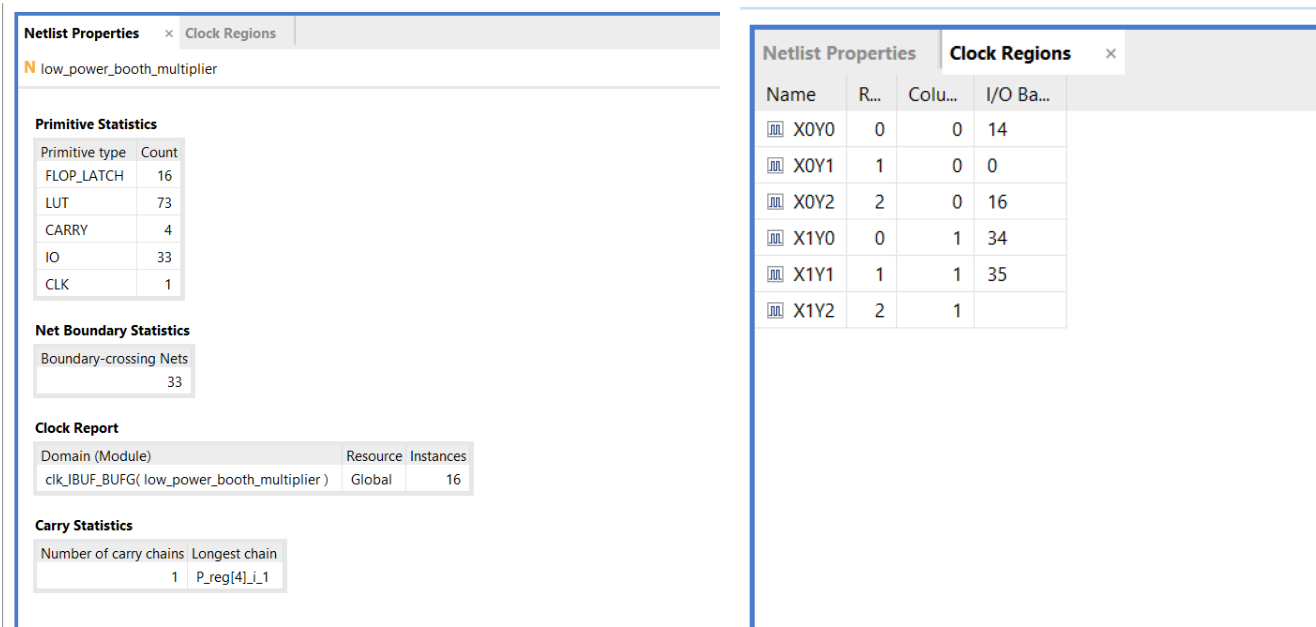 Netlist Properties × Clock Regions
N low_power_booth_multiplier
Primitive Statistics
Primitive type Count
FLOP_LATCH 16
LUT 73
CARRY 4
IO 33
CLK 1
Net Boundary Statistics
Boundary-crossing Nets
33
Clock Report
Domain (Module) Resource Instances
clk_IBUF_BUFG( low_power_booth_multiplier ) Global 16
Carry Statistics
Number of carry chains Longest chain
1 P_reg[4]_i_1
Netlist Properties Clock Regions ×
Name R... Colu... I/O Ba...
X0Y0 0 0 14
X0Y1 1 0 0
X0Y2 2 0 16
X1Y0 0 1 34
X1Y1 1 1 35
X1Y2 2 1